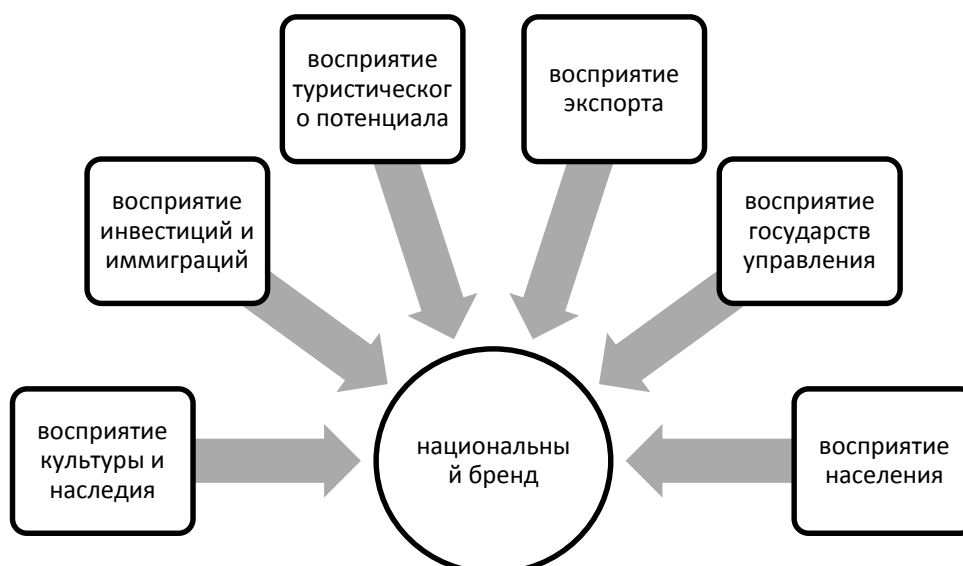 восприятие
туристическог
о потенциала
восприятие
экспорта
восприятие
инвестиций и
иммиграций
восприятие
государств
управления
восприятие
культуры и
наследия
национальны
й бренд
восприятие
населения